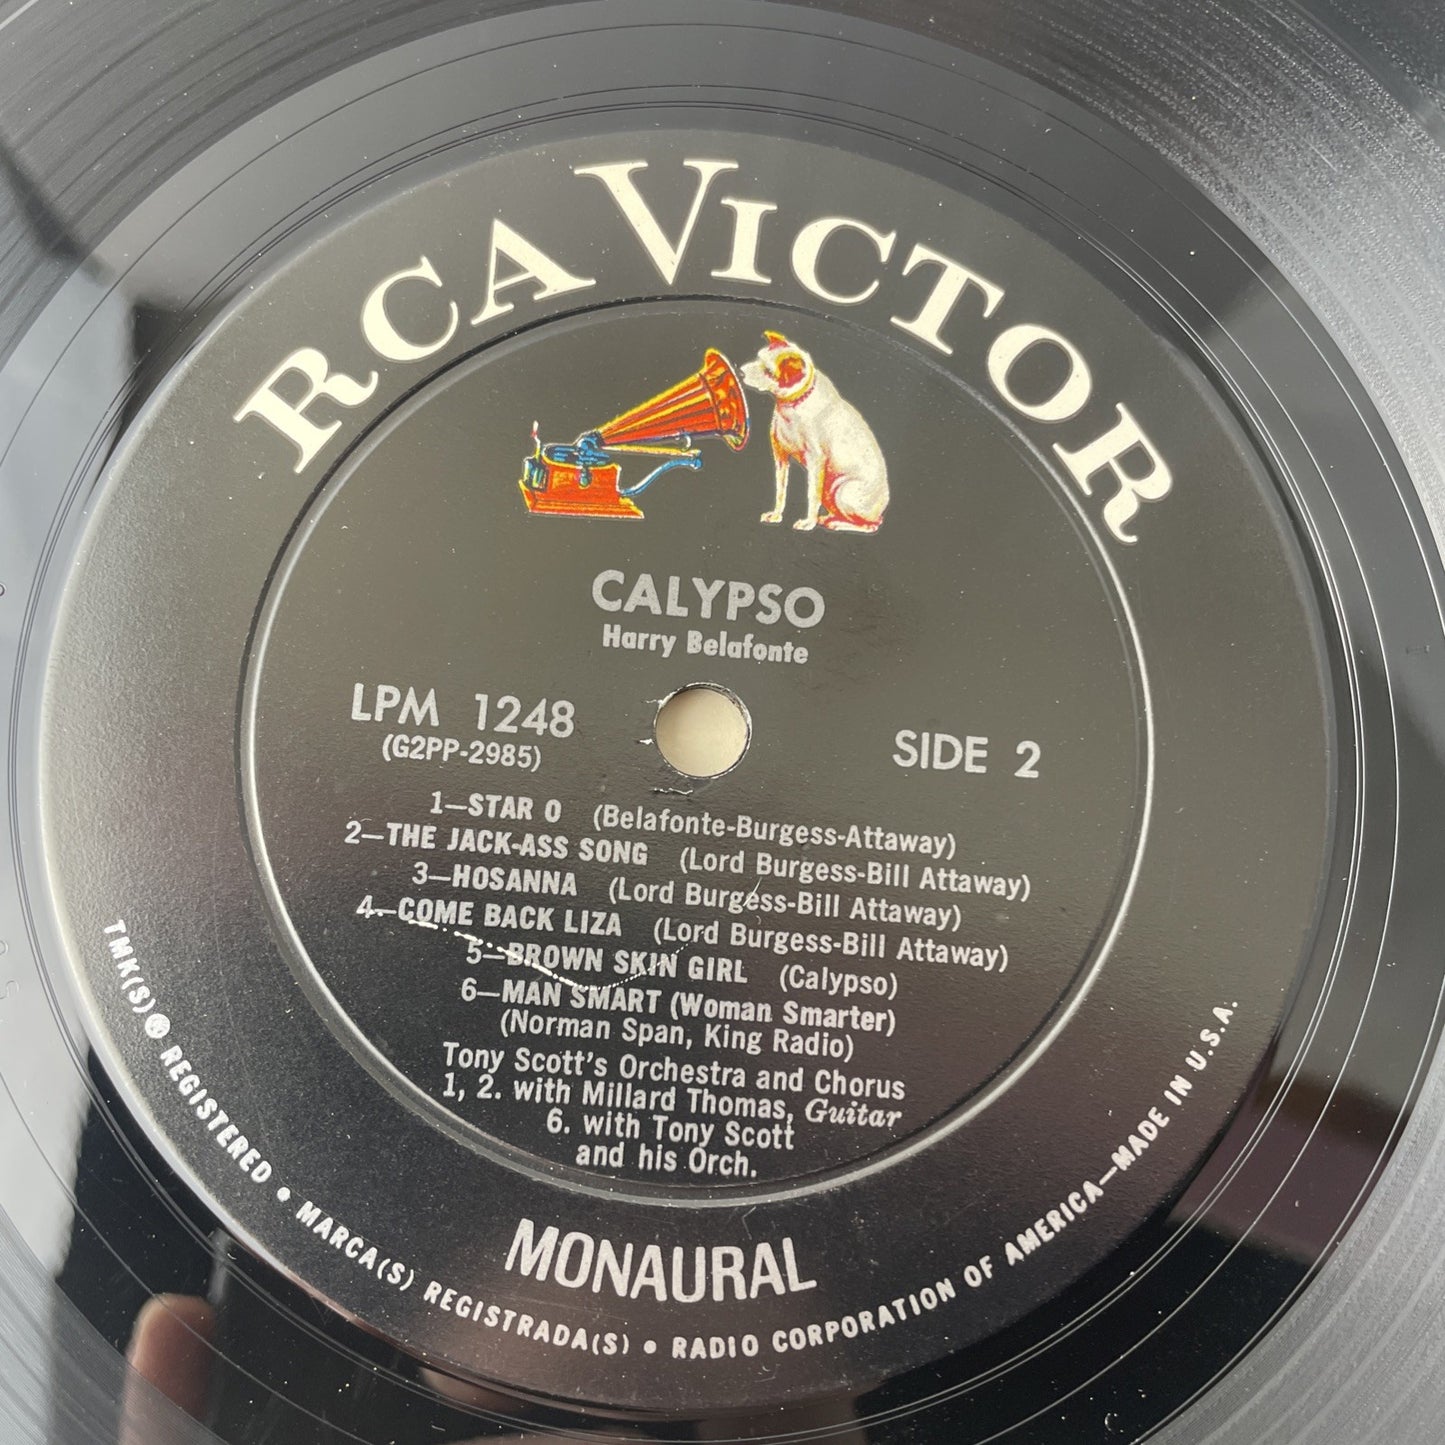 RCA VICTOR
CALYPSO
Harry Belafonte
LPM 1248
(G2PP-2985)
SIDE 2
1—STAR O (Belafonte-Burgess-Attaway)
2—THE JACK-ASS SONG (Lord Burgess-Bill Attaway)
3—HOSANNA (Lord Burgess-Bill Attaway)
4—COME BACK LIZA (Lord Burgess-Bill Attaway)
5—BROWN SKIN GIRL (Calypso)
6—MAN SMART (Woman Smarter)
(Norman Span, King Radio)
Tony Scott's Orchestra and Chorus
1, 2. with Millard Thomas, Guitar
6. with Tony Scott
and his Orch.
MONAURAL
TMK(S) ® REGISTERED • MARCA(S) REGISTRADA(S) • RADIO CORPORATION OF AMERICA—MADE IN U.S.A.